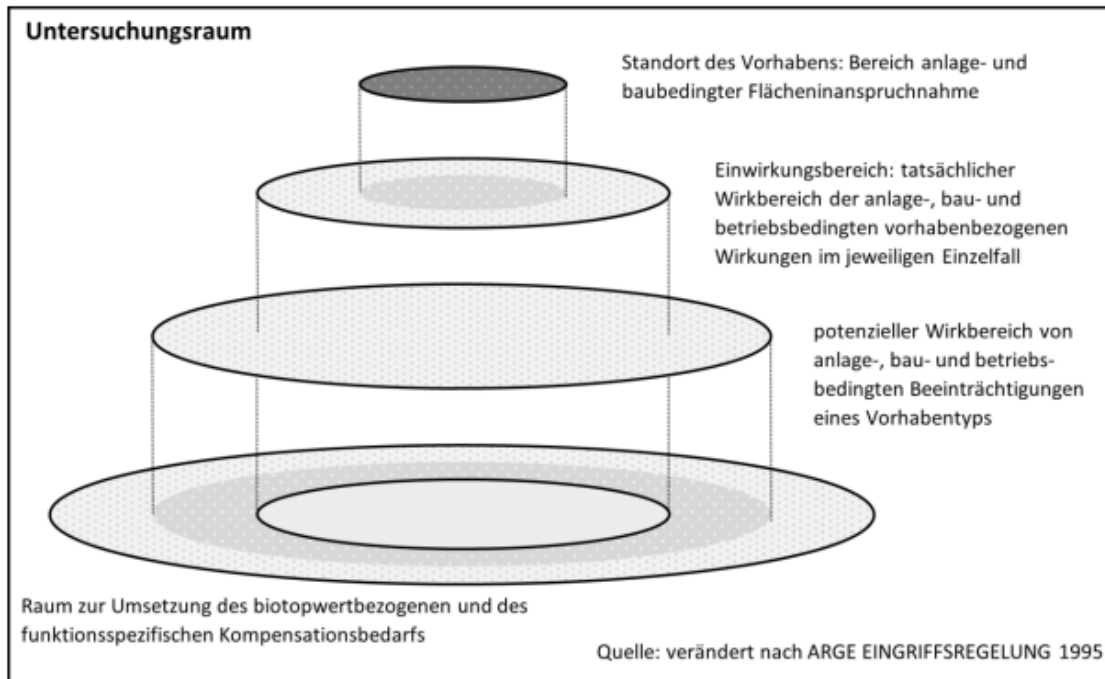 Untersuchungsraum
Standort des Vorhabens: Bereich anlage- und
baubedingter Flächeninanspruchnahme
Einwirkungsbereich: tatsächlicher
Wirkbereich der anlage-, bau- und
betriebsbedingten vorhabenbezogenen
Wirkungen im jeweiligen Einzelfall
potenzieller Wirkbereich von
anlage-, bau- und betriebs-
bedingten Beeinträchtigungen
eines Vorhabentyps
Raum zur Umsetzung des biotopwertbezogenen und des
funktionsspezifischen Kompensationsbedarfs
Quelle: verändert nach ARGE EINGRIFFSREGELUNG 1995